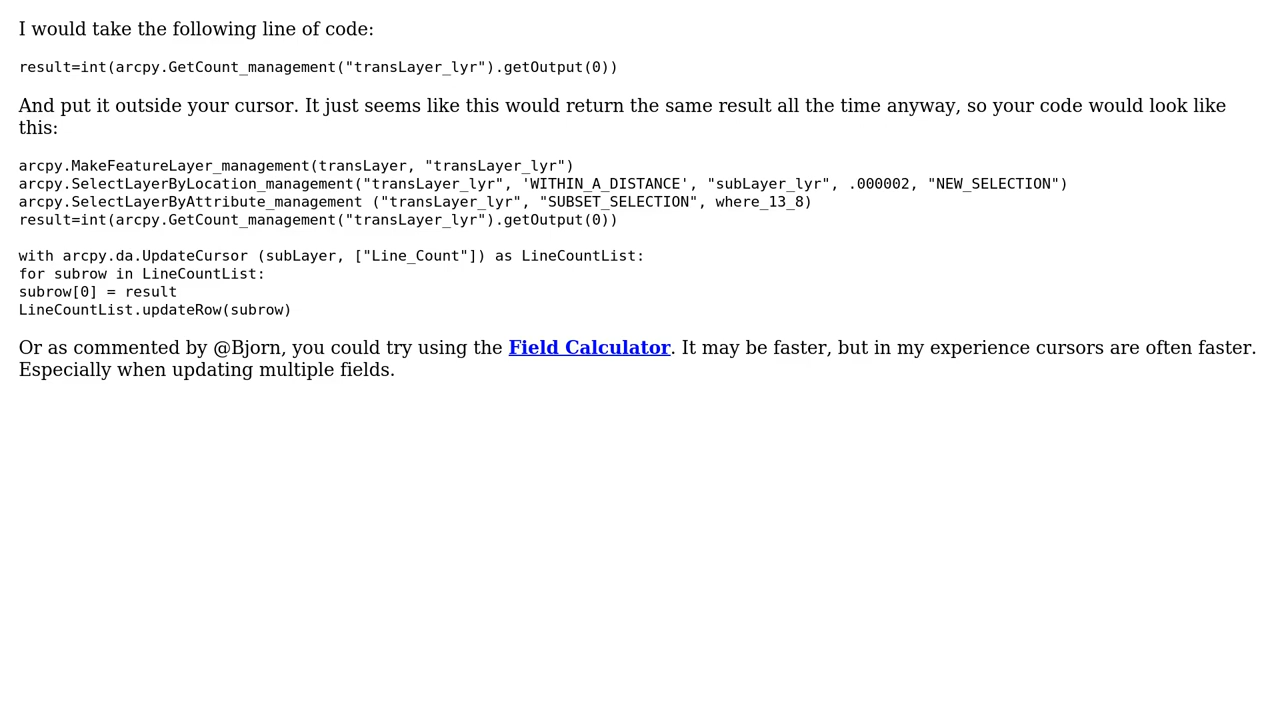 I would take the following line of code:
result=int(arcpy.GetCount_management("transLayer_lyr").getOutput(0))
And put it outside your cursor. It just seems like this would return the same result all the time anyway, so your code would look like
this:
arcpy.MakeFeatureLayer_management(transLayer, "transLayer_lyr")
arcpy.SelectLayerByLocation_management("transLayer_lyr", 'WITHIN_A_DISTANCE', "subLayer_lyr", .000002, "NEW_SELECTION")
arcpy.SelectLayerByAttribute_management ("transLayer_lyr", "SUBSET_SELECTION", where_13_8)
result=int(arcpy.GetCount_management("transLayer_lyr").getOutput(0))
with arcpy.da.UpdateCursor (subLayer, ["Line_Count"]) as LineCountList:
for subrow in LineCountList:
subrow[0] = result
LineCountList.updateRow(subrow)
Or as commented by @Bjorn, you could try using the Field Calculator. It may be faster, but in my experience cursors are often faster.
Especially when updating multiple fields.